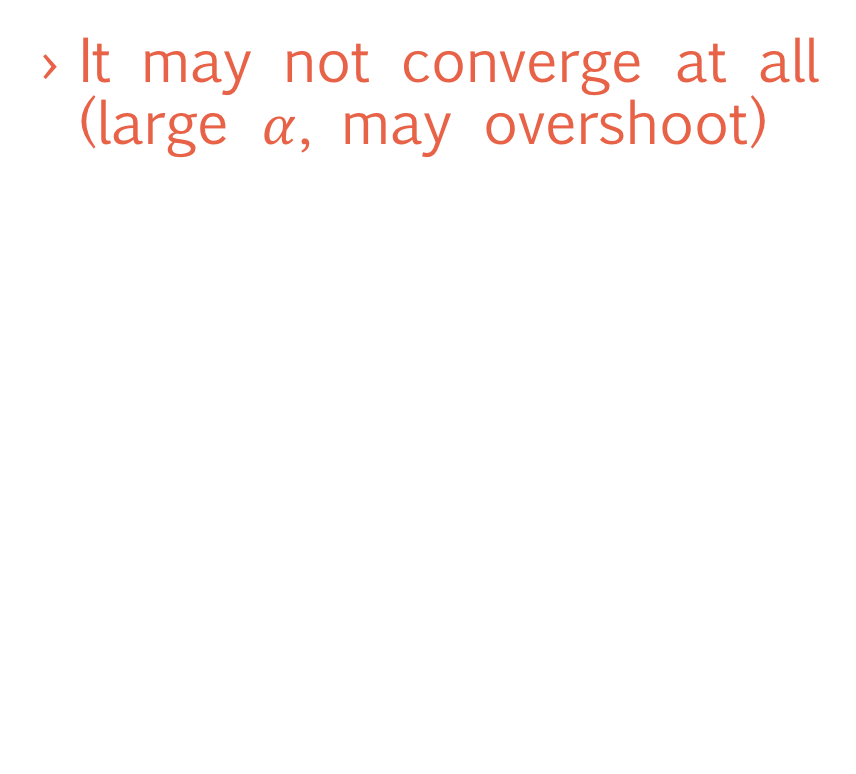 › It may not converge at all
(large α, may overshoot)